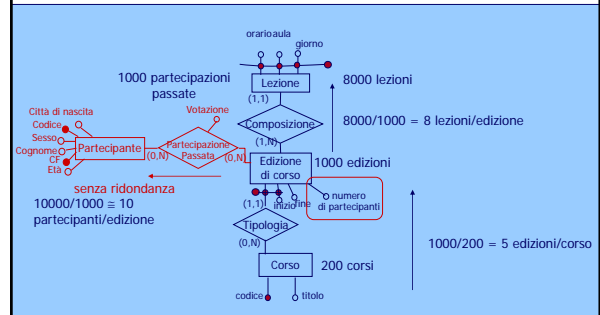 orario aula
giorno
1000 partecipazioni
passate
Lezione
8000 lezioni
(1,1)
Città di nascita
Codice
Sesso
Cognome
CF
Età
Votazione
Composizione
8000/1000 = 8 lezioni/edizione
Partecipante
(0,N)
Partecipazione
Passata
(0,N)
(1,N)
Edizione
di corso
1000 edizioni
senza ridondanza
10000/1000 ≅ 10
partecipanti/edizione
(1,1)
inizio
fine
numero
di partecipanti
Tipologia
(0,N)
1000/200 = 5 edizioni/corso
Corso
200 corsi
codice
titolo